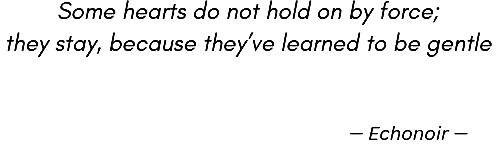 Some hearts do not hold on by force;
they stay, because they've learned to be gentle
— Echonoir —